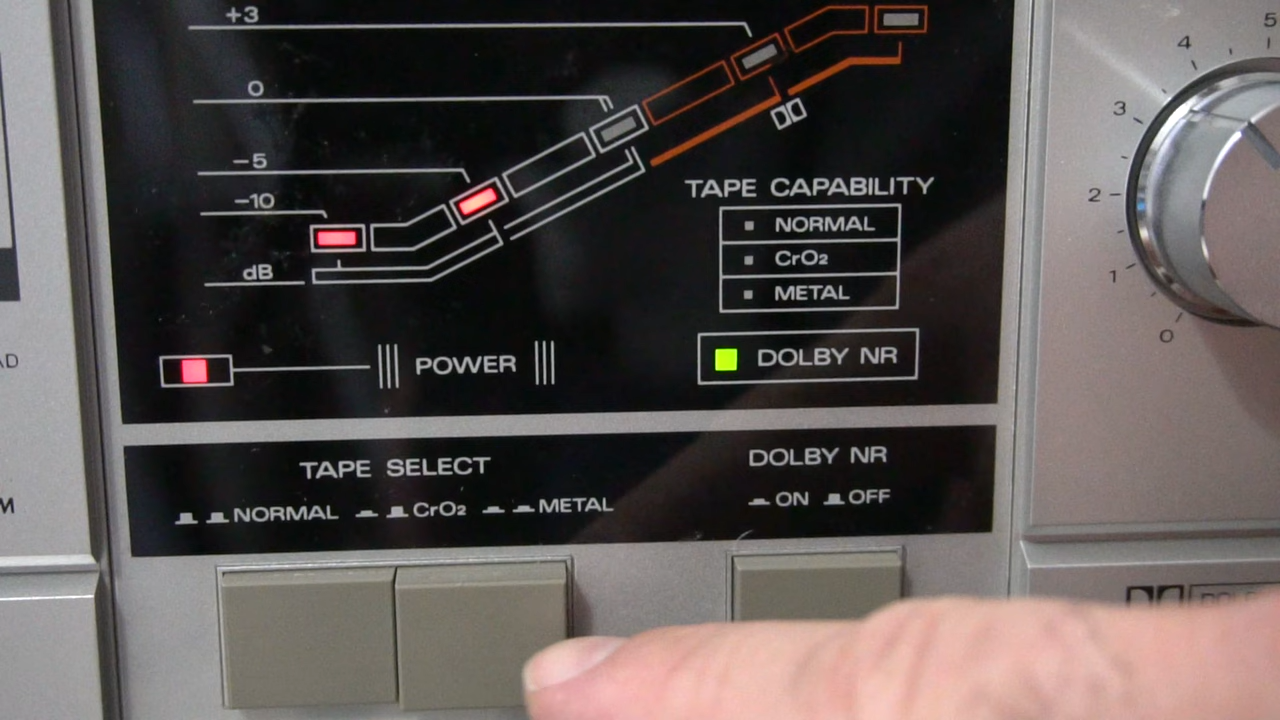 +3
0
−5
−10
dB
TAPE CAPABILITY
NORMAL
CrO₂
METAL
POWER
DOLBY NR
TAPE SELECT
NORMAL CrO₂ METAL
DOLBY NR
ON OFF
5
4
3
2
1
0